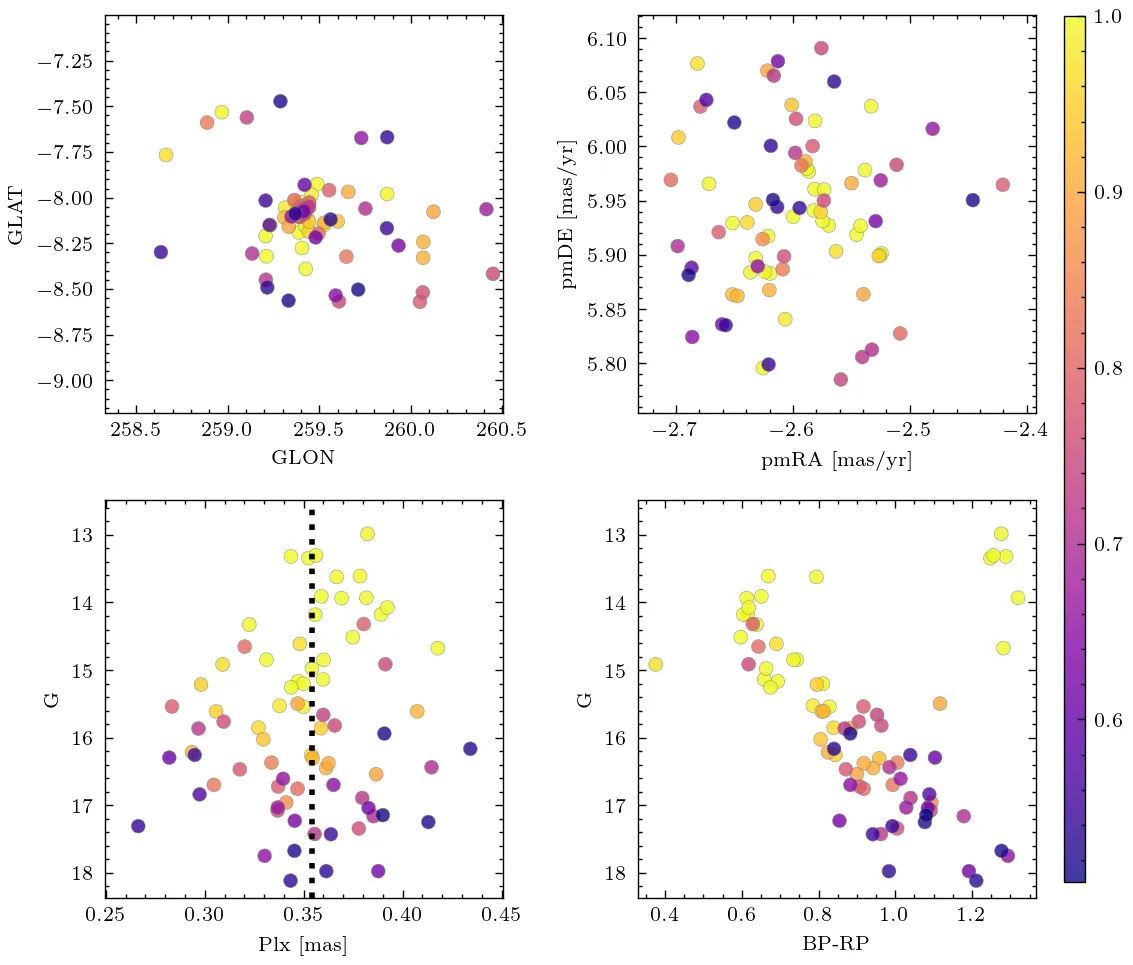 −7.25
−7.50
−7.75
−8.00
−8.25
−8.50
−8.75
−9.00
GLAT
258.5 259.0 259.5 260.0 260.5
GLON
6.10
6.05
6.00
5.95
5.90
5.85
5.80
pmDE [mas/yr]
−2.7 −2.6 −2.5 −2.4
pmRA [mas/yr]
1.0
0.9
0.8
0.7
0.6
13
14
15
16
17
18
G
0.25 0.30 0.35 0.40 0.45
Plx [mas]
13
14
15
16
17
18
G
0.4 0.6 0.8 1.0 1.2
BP-RP